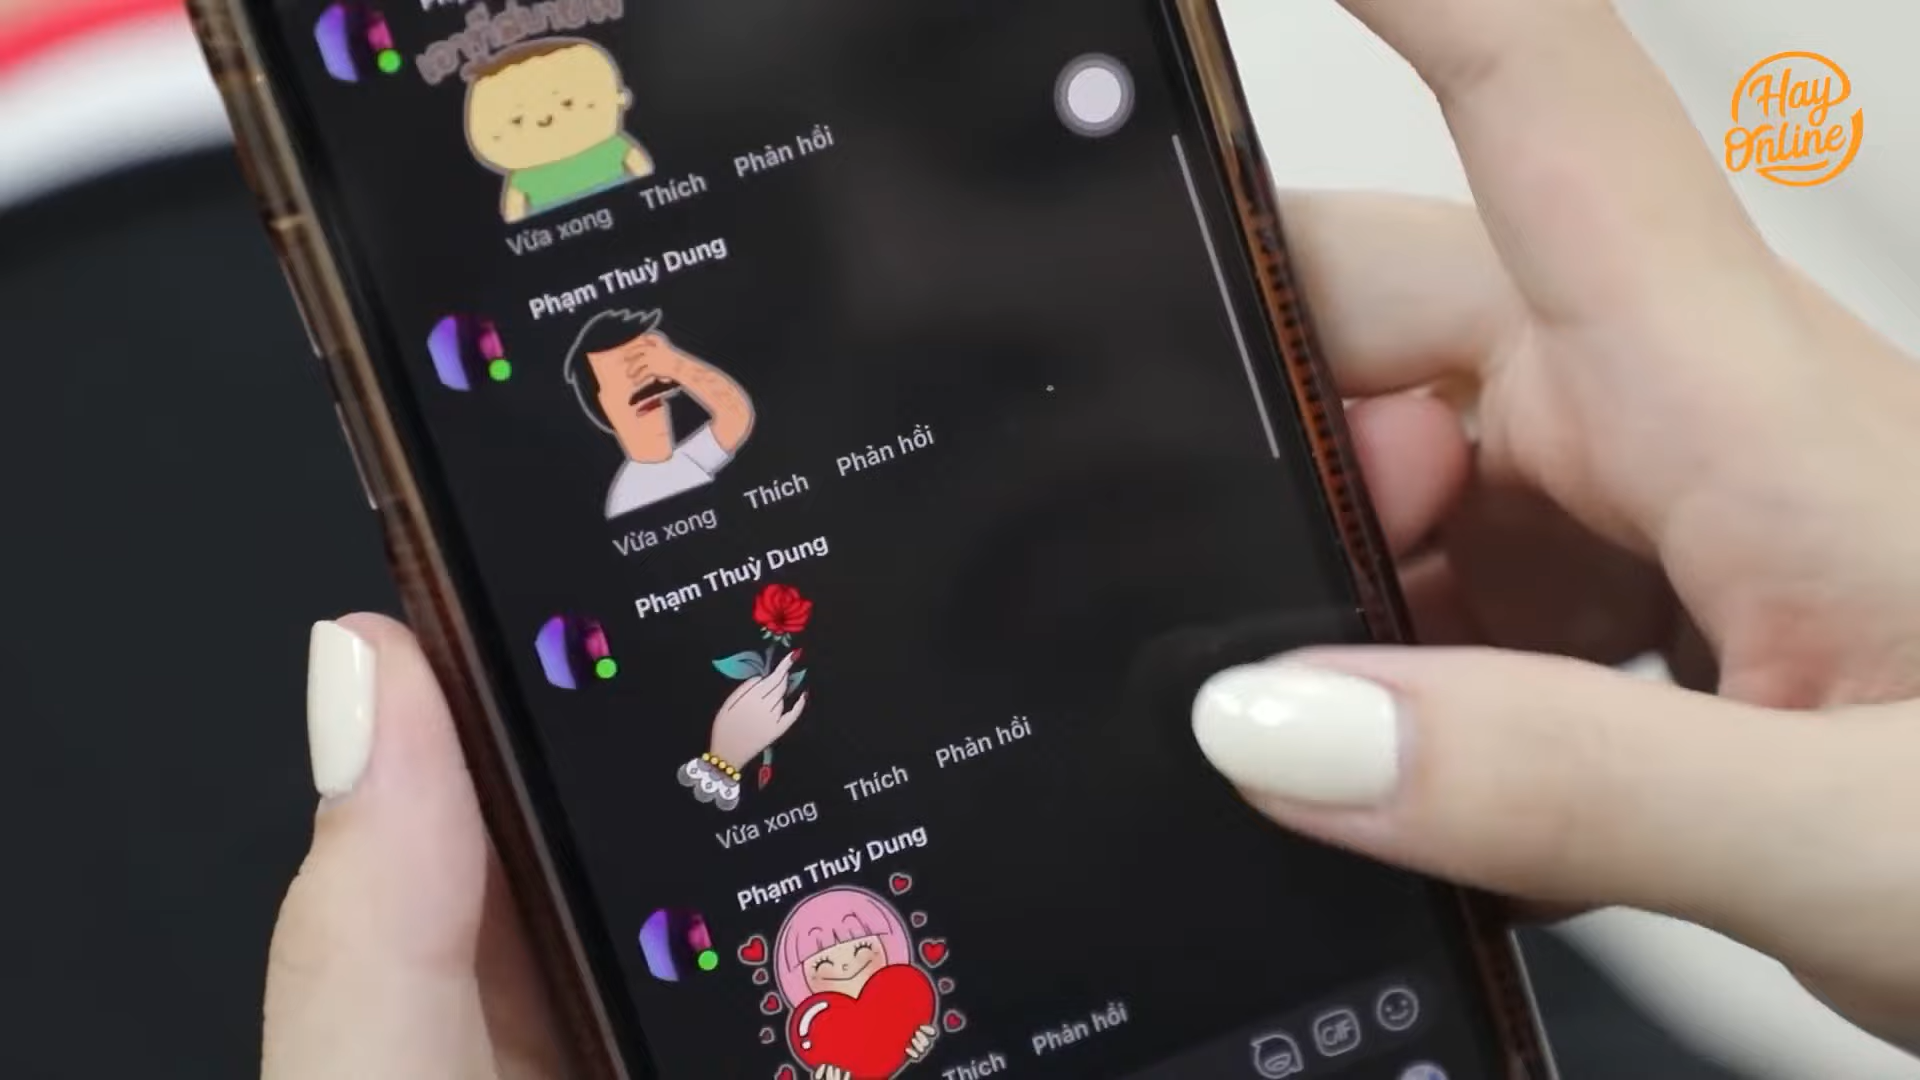 Hay
Online
Thích
Phản hồi
Vừa xong
Phạm Thuỳ Dung
Vừa xong
Thích
Phản hồi
Phạm Thuỳ Dung
Vừa xong
Thích
Phản hồi
Phạm Thuỳ Dung
Thích
Phản hồi
GIF